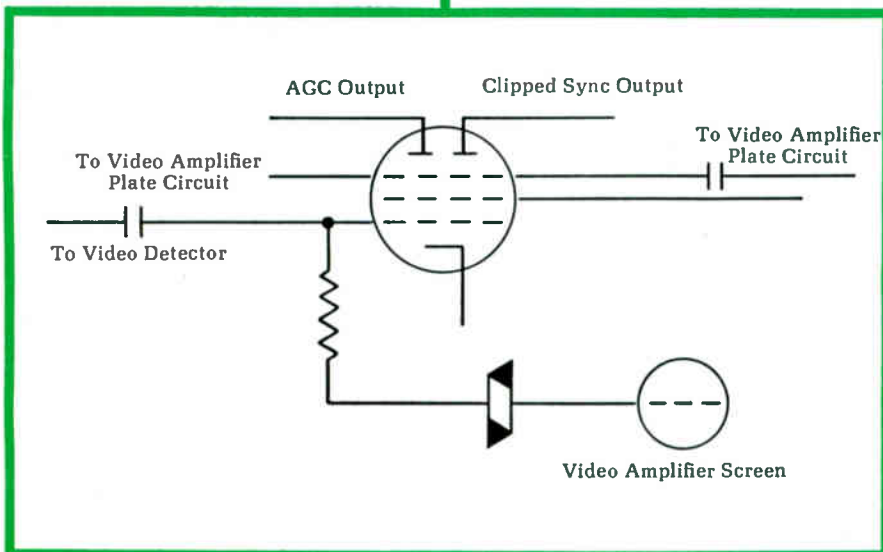 AGC Output
Clipped Sync Output
To Video Amplifier
Plate Circuit
To Video Amplifier
Plate Circuit
To Video Detector
Video Amplifier Screen